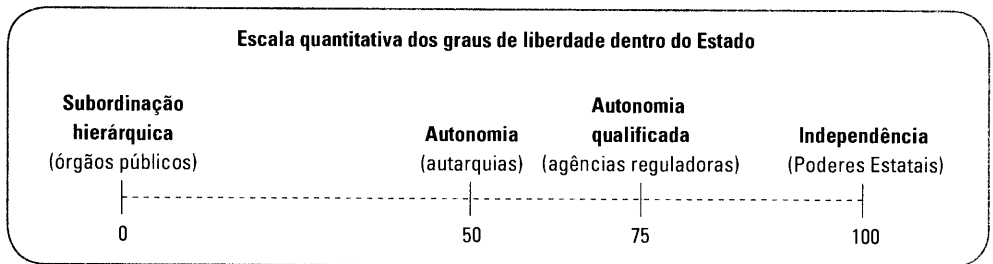 Escala quantitativa dos graus de liberdade dentro do Estado
Subordinação
hierárquica
(órgãos públicos)
Autonomia
(autarquias)
Autonomia
qualificada
(agências reguladoras)
Independência
(Poderes Estatais)
0
50
75
100